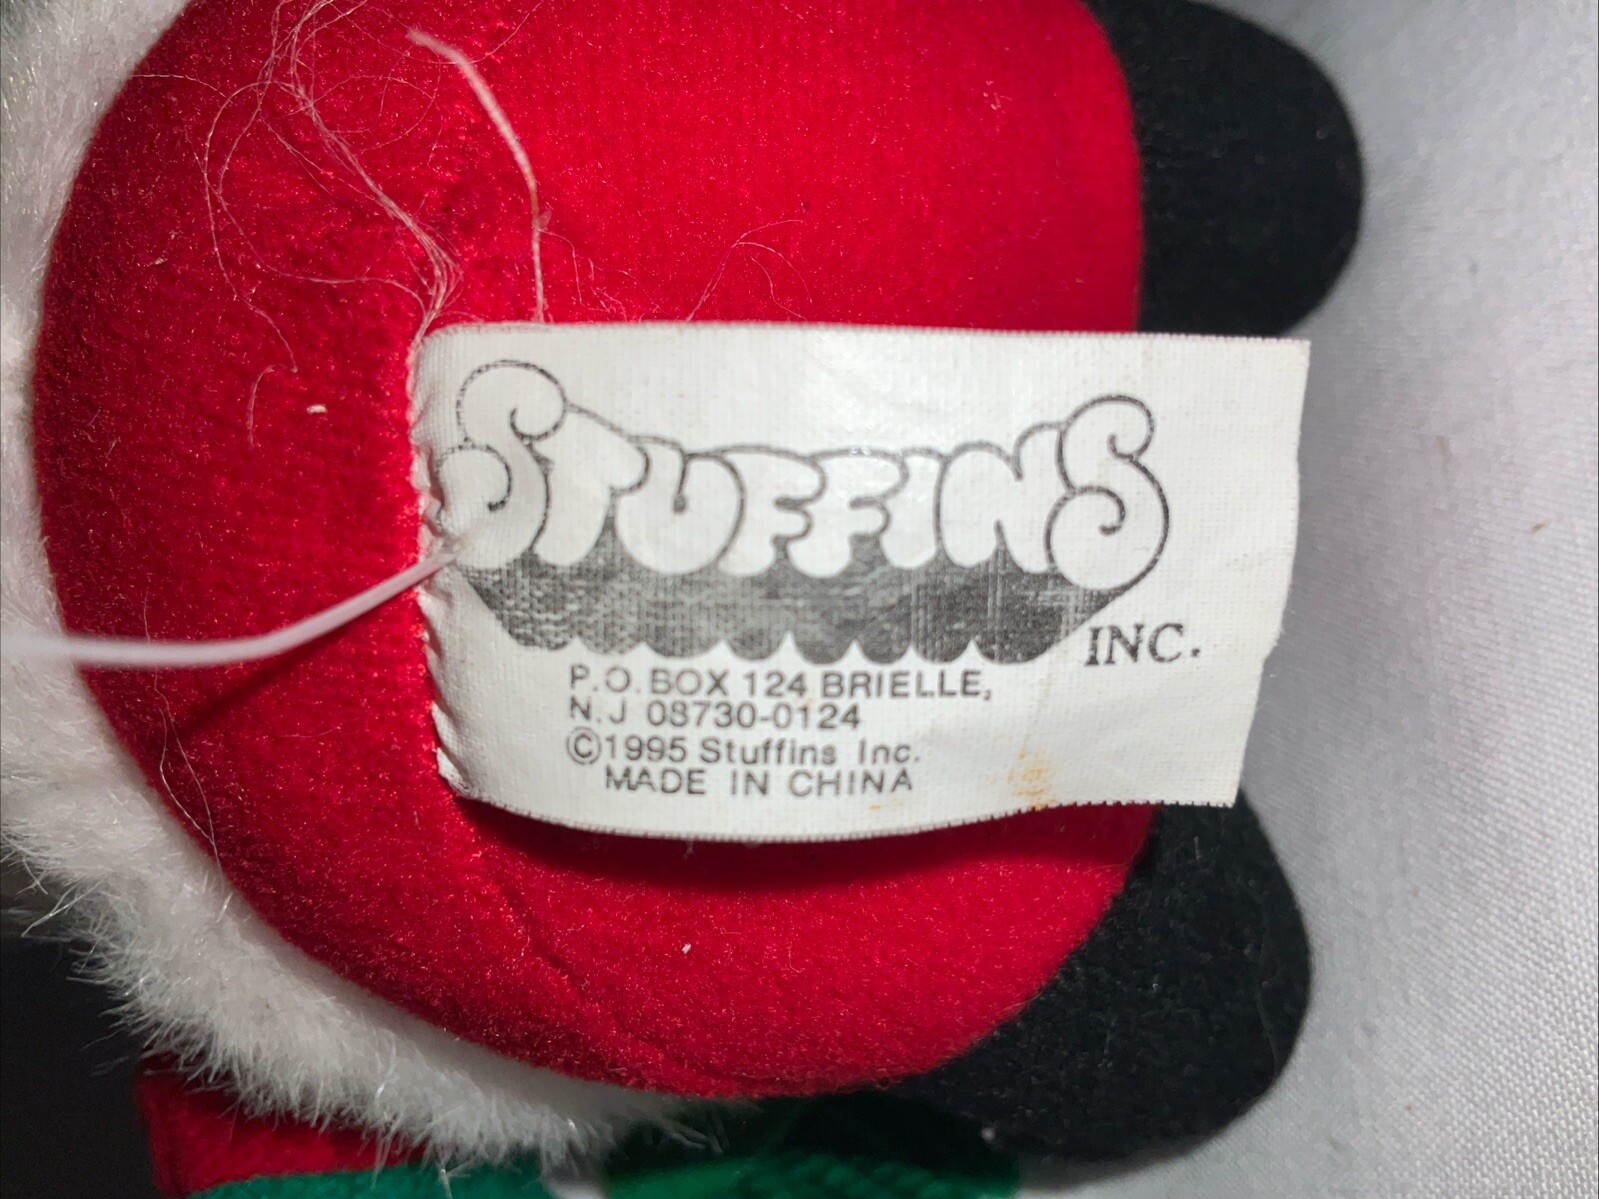 STUFFINS
INC.
P.O. BOX 124 BRIELLE,
N.J 08730-0124
©1995 Stuffins Inc.
MADE IN CHINA